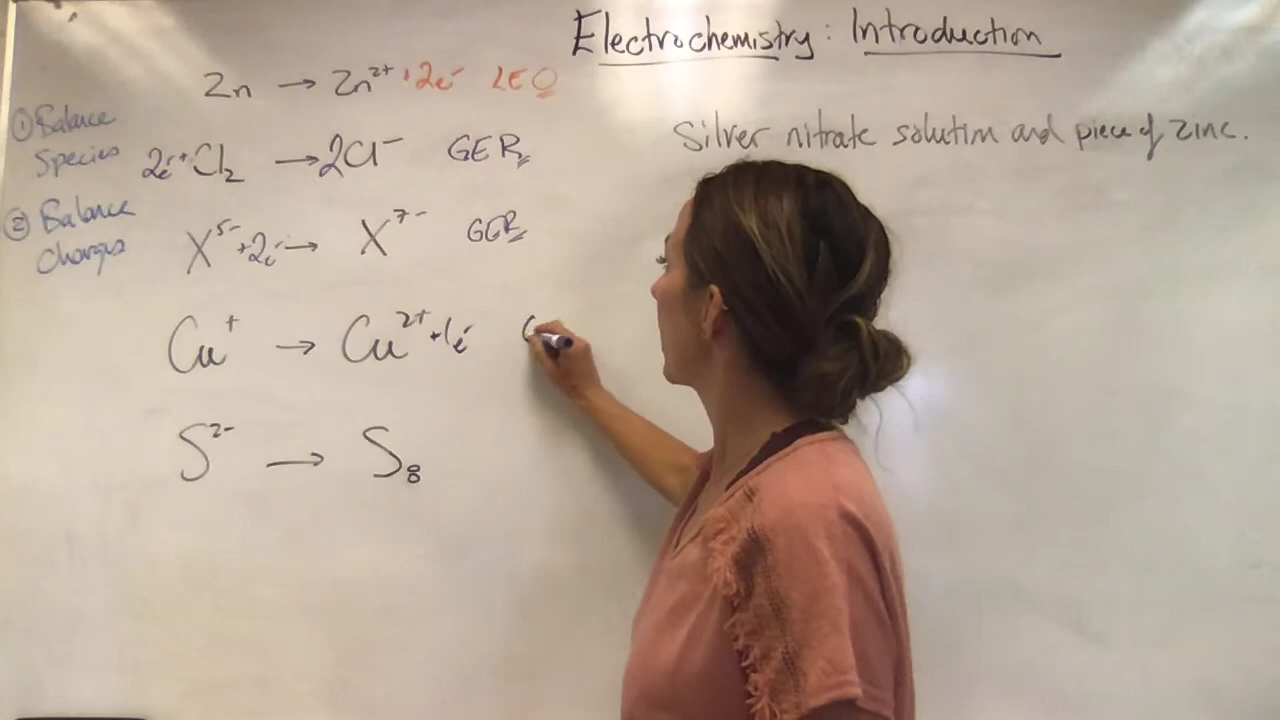 Electrochemistry: Introduction
Zn → Zn²⁺ + 2e⁻ LEO
① Balance
Species
2e⁻ + Cl₂ → 2Cl⁻ GER
② Balance
Charges
X⁵⁻ + 2e⁻ → X⁷⁻ GER
Cu⁺ → Cu²⁺ + 1e⁻
S²⁻ → S₈
Silver nitrate solution and piece of zinc.